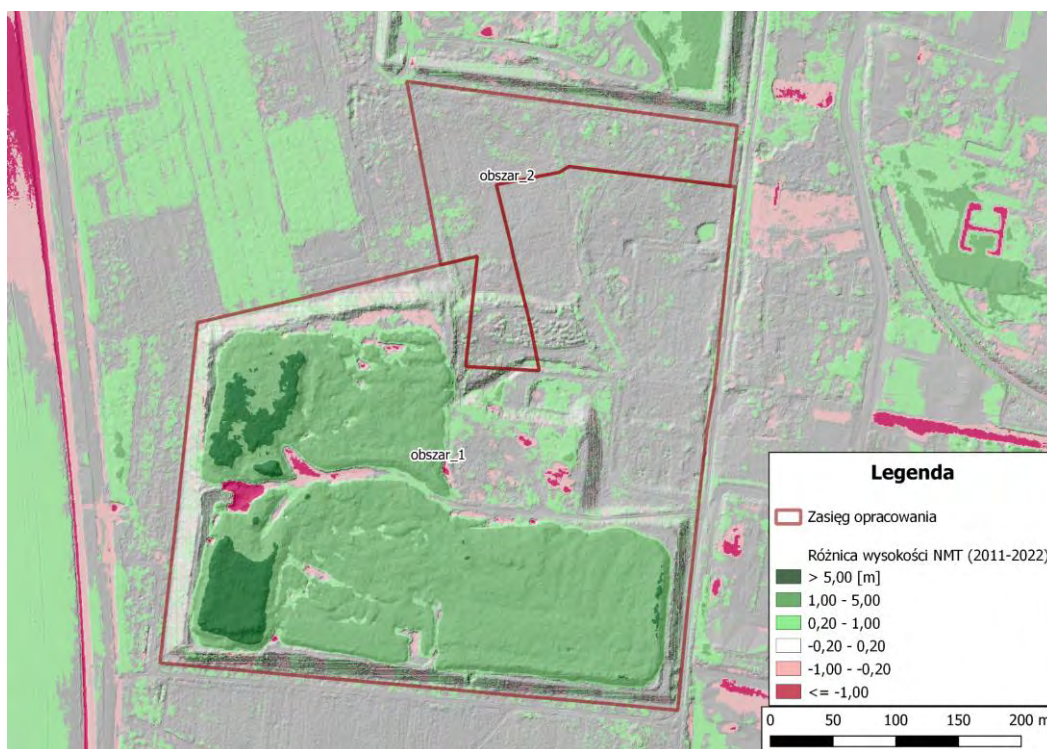 obszar_2
obszar_1
Legenda
Zasięg opracowania
Różnica wysokości NMT (2011-2022)
> 5,00 [m]
1,00 - 5,00
0,20 - 1,00
-0,20 - 0,20
-1,00 - -0,20
<= -1,00
0 50 100 150 200 m